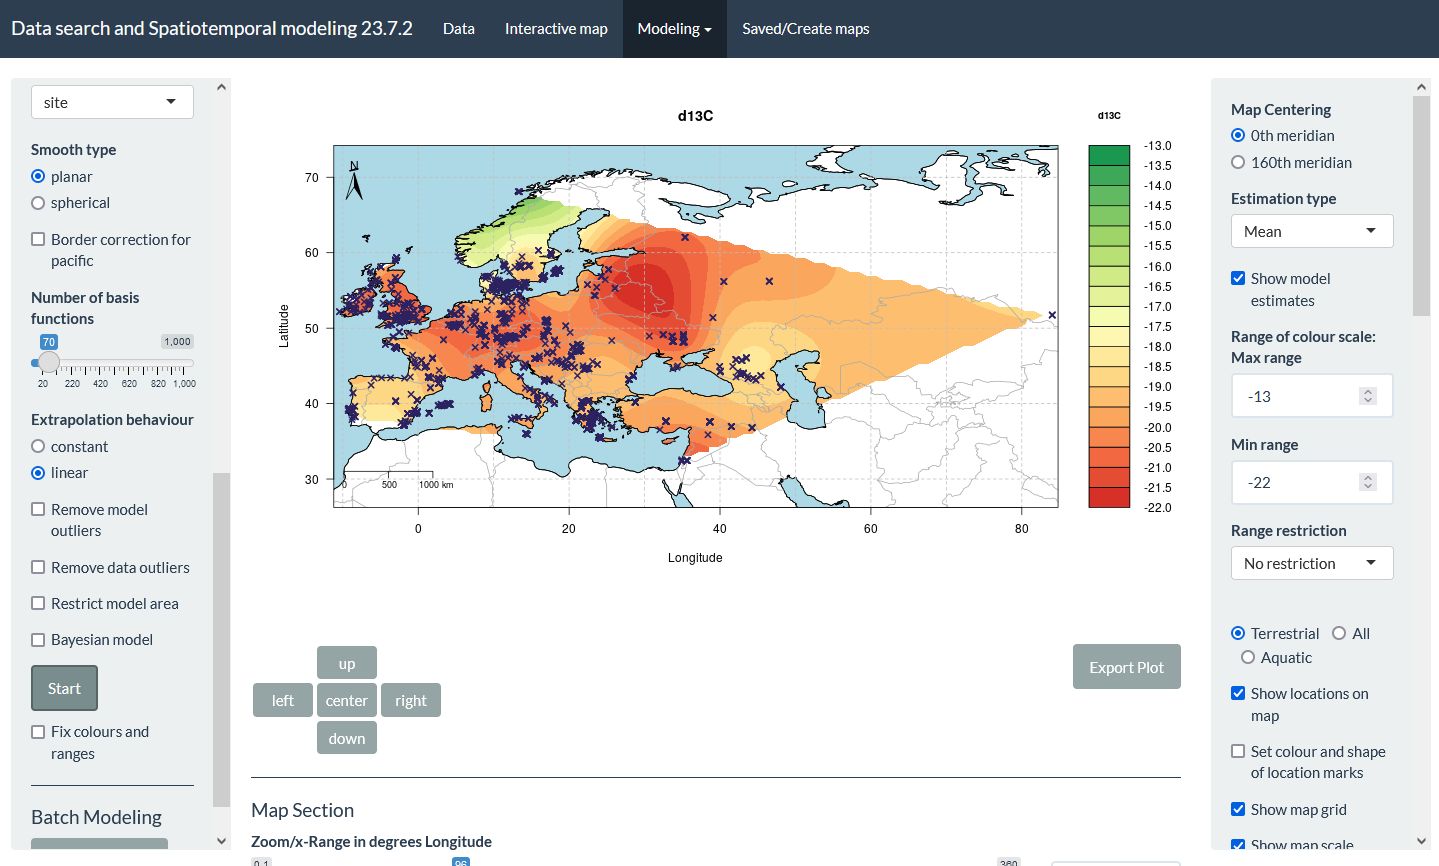 Data search and Spatiotemporal modeling 23.7.2
Data
Interactive map
Modeling
Saved/Create maps
site
Smooth type
planar
spherical
Border correction for
pacific
Number of basis
functions
70
1,000
20 220 420 620 820 1,000
Extrapolation behaviour
constant
linear
Remove model
outliers
Remove data outliers
Restrict model area
Bayesian model
Start
Fix colours and
ranges
Batch Modeling
d13C
N
70
60
50
40
30
Latitude
0 500 1000 km
0 20 40 60 80
Longitude
d13C
-13.0
-13.5
-14.0
-14.5
-15.0
-15.5
-16.0
-16.5
-17.0
-17.5
-18.0
-18.5
-19.0
-19.5
-20.0
-20.5
-21.0
-21.5
-22.0
up
left center right
down
Export Plot
Map Section
Zoom/x-Range in degrees Longitude
0.1 96 360
Map Centering
0th meridian
160th meridian
Estimation type
Mean
Show model
estimates
Range of colour scale:
Max range
-13
Min range
-22
Range restriction
No restriction
Terrestrial All
Aquatic
Show locations on
map
Set colour and shape
of location marks
Show map grid
Show map scale